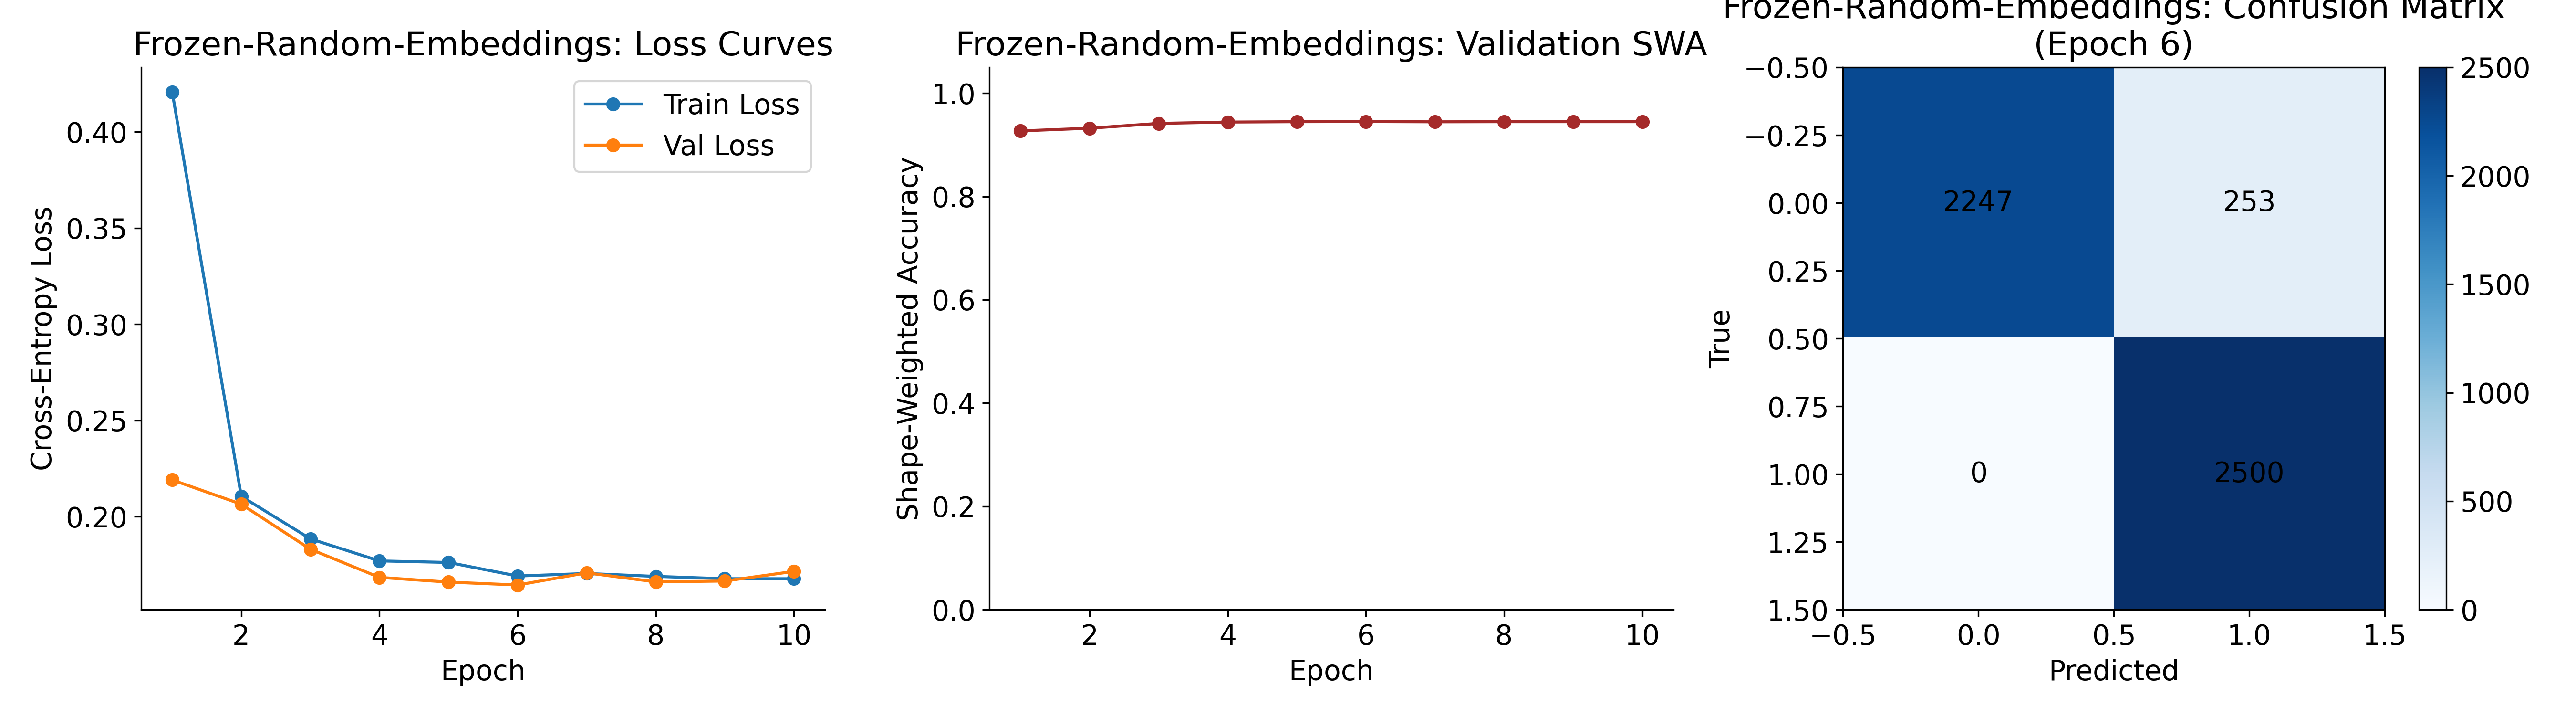 Frozen-Random-Embeddings: Loss Curves
Cross-Entropy Loss
0.40
0.35
0.30
0.25
0.20
Train Loss
Val Loss
2 4 6 8 10
Epoch
Frozen-Random-Embeddings: Validation SWA
Shape-Weighted Accuracy
1.0
0.8
0.6
0.4
0.2
0.0
2 4 6 8 10
Epoch
Frozen-Random-Embeddings: Confusion Matrix
(Epoch 6)
True
−0.50
−0.25
0.00
0.25
0.50
0.75
1.00
1.25
1.50
2247 253
0 2500
−0.5 0.0 0.5 1.0 1.5
Predicted
2500
2000
1500
1000
500
0